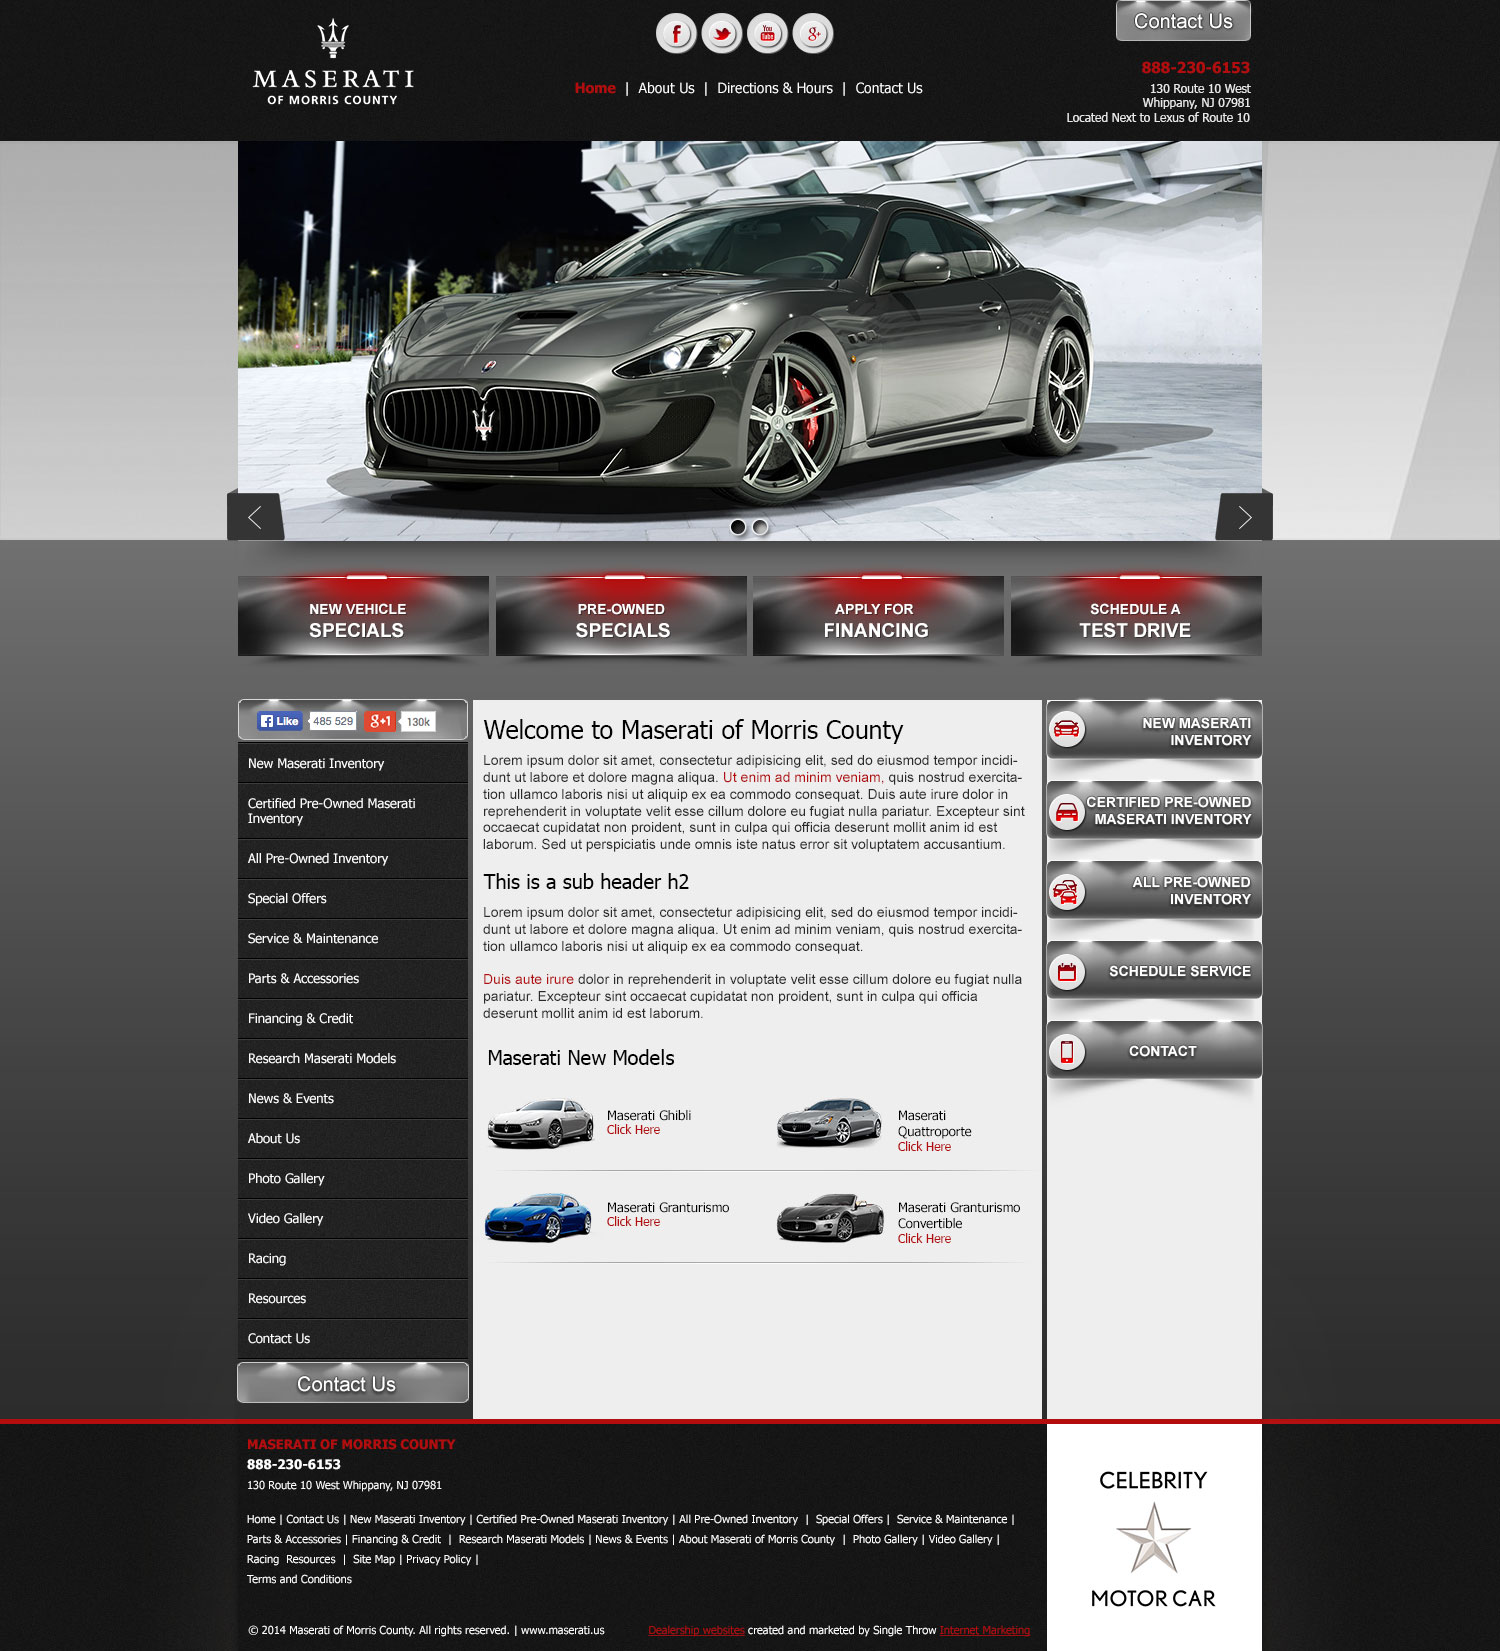 MASERATI
OF MORRIS COUNTY
f
You
Tube
g+
Home | About Us | Directions & Hours | Contact Us
Contact Us
888-230-6153
130 Route 10 West
Whippany, NJ 07981
Located Next to Lexus of Route 10
NEW VEHICLE
SPECIALS
PRE-OWNED
SPECIALS
APPLY FOR
FINANCING
SCHEDULE A
TEST DRIVE
Like 485 529 g+1 130k
New Maserati Inventory
Certified Pre-Owned Maserati
Inventory
All Pre-Owned Inventory
Special Offers
Service & Maintenance
Parts & Accessories
Financing & Credit
Research Maserati Models
News & Events
About Us
Photo Gallery
Video Gallery
Racing
Resources
Contact Us
Contact Us
Welcome to Maserati of Morris County
Lorem ipsum dolor sit amet, consectetur adipisicing elit, sed do eiusmod tempor incidi-
dunt ut labore et dolore magna aliqua. Ut enim ad minim veniam, quis nostrud exercita-
tion ullamco laboris nisi ut aliquip ex ea commodo consequat. Duis aute irure dolor in
reprehenderit in voluptate velit esse cillum dolore eu fugiat nulla pariatur. Excepteur sint
occaecat cupidatat non proident, sunt in culpa qui officia deserunt mollit anim id est
laborum. Sed ut perspiciatis unde omnis iste natus error sit voluptatem accusantium.
This is a sub header h2
Lorem ipsum dolor sit amet, consectetur adipisicing elit, sed do eiusmod tempor incidi-
dunt ut labore et dolore magna aliqua. Ut enim ad minim veniam, quis nostrud exercita-
tion ullamco laboris nisi ut aliquip ex ea commodo consequat.
Duis aute irure dolor in reprehenderit in voluptate velit esse cillum dolore eu fugiat nulla
pariatur. Excepteur sint occaecat cupidatat non proident, sunt in culpa qui officia
deserunt mollit anim id est laborum.
Maserati New Models
Maserati Ghibli
Click Here
Maserati
Quattroporte
Click Here
Maserati Granturismo
Click Here
Maserati Granturismo
Convertible
Click Here
NEW MASERATI
INVENTORY
CERTIFIED PRE-OWNED
MASERATI INVENTORY
ALL PRE-OWNED
INVENTORY
SCHEDULE SERVICE
CONTACT
MASERATI OF MORRIS COUNTY
888-230-6153
130 Route 10 West Whippany, NJ 07981
Home | Contact Us | New Maserati Inventory | Certified Pre-Owned Maserati Inventory | All Pre-Owned Inventory | Special Offers | Service & Maintenance |
Parts & Accessories | Financing & Credit | Research Maserati Models | News & Events | About Maserati of Morris County | Photo Gallery | Video Gallery |
Racing Resources | Site Map | Privacy Policy |
Terms and Conditions
© 2014 Maserati of Morris County. All rights reserved. | www.maserati.us
Dealership websites created and marketed by Single Throw Internet Marketing
CELEBRITY
MOTOR CAR